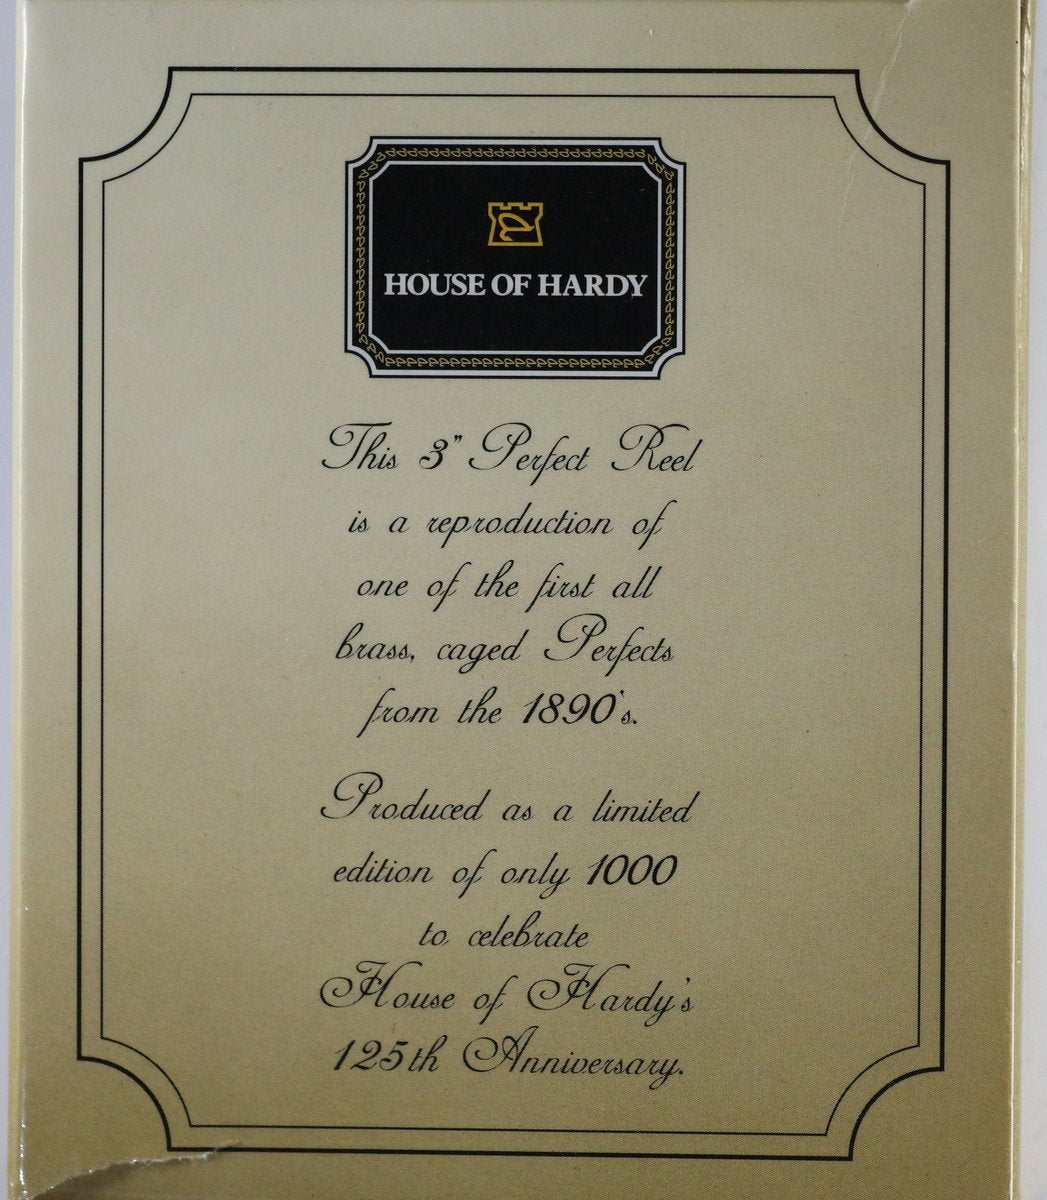 HOUSE OF HARDY
This 3" Perfect Reel
is a reproduction of
one of the first all
brass, caged Perfects
from the 1890's.
Produced as a limited
edition of only 1000
to celebrate
House of Hardy's
125th Anniversary.